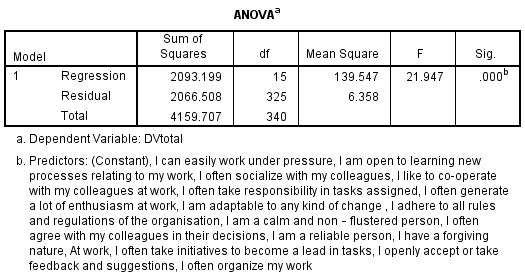 ANOVAa
Model Sum of Squares df Mean Square F Sig.
1 Regression 2093.199 15 139.547 21.947 .000b
Residual 2066.508 325 6.358
Total 4159.707 340
a. Dependent Variable: DVtotal
b. Predictors: (Constant), I can easily work under pressure, I am open to learning new
processes relating to my work, I often socialize with my colleagues, I like to co-operate
with my colleagues at work, I often take responsibility in tasks assigned, I often generate
a lot of enthusiasm at work, I am adaptable to any kind of change , I adhere to all rules
and regulations of the organisation, I am a calm and non – flustered person, I often
agree with my colleagues in their decisions, I am a reliable person, I have a forgiving
nature, At work, I often take initiatives to become a lead in tasks, I openly accept or take
feedback and suggestions, I often organize my work